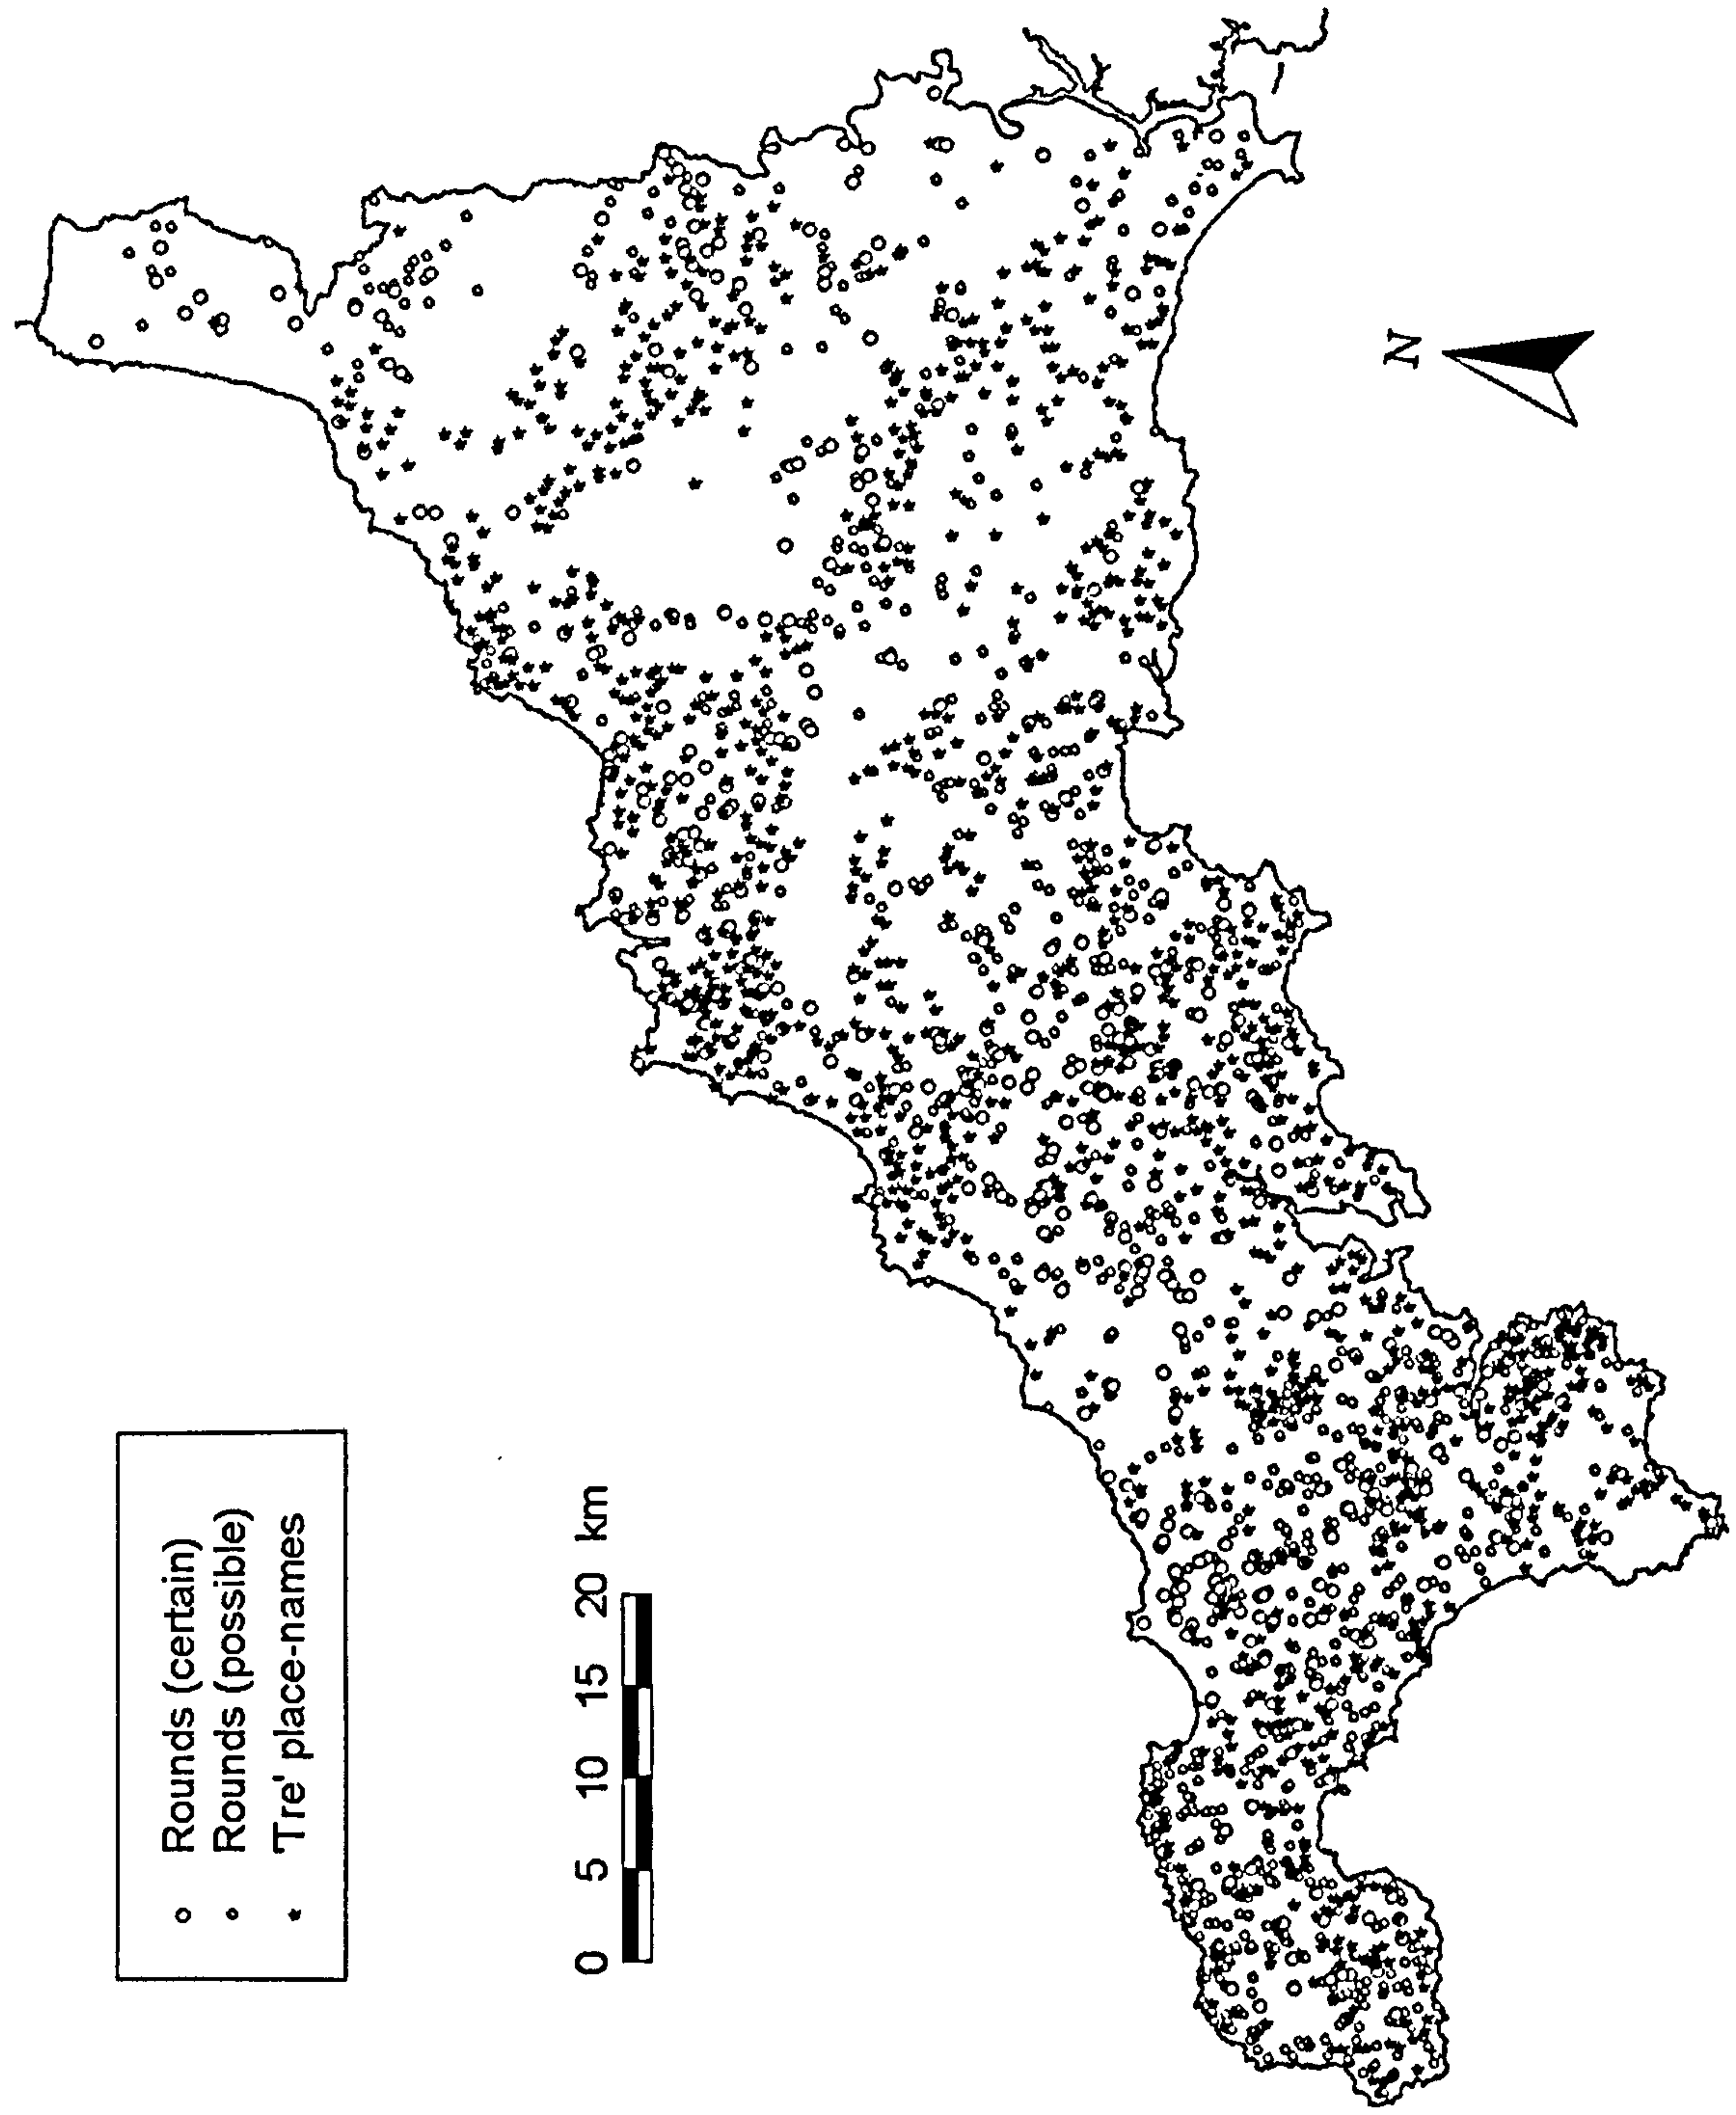 Rounds (certain)
Rounds (possible)
'Tre' place-names
0 5 10 15 20 km
N